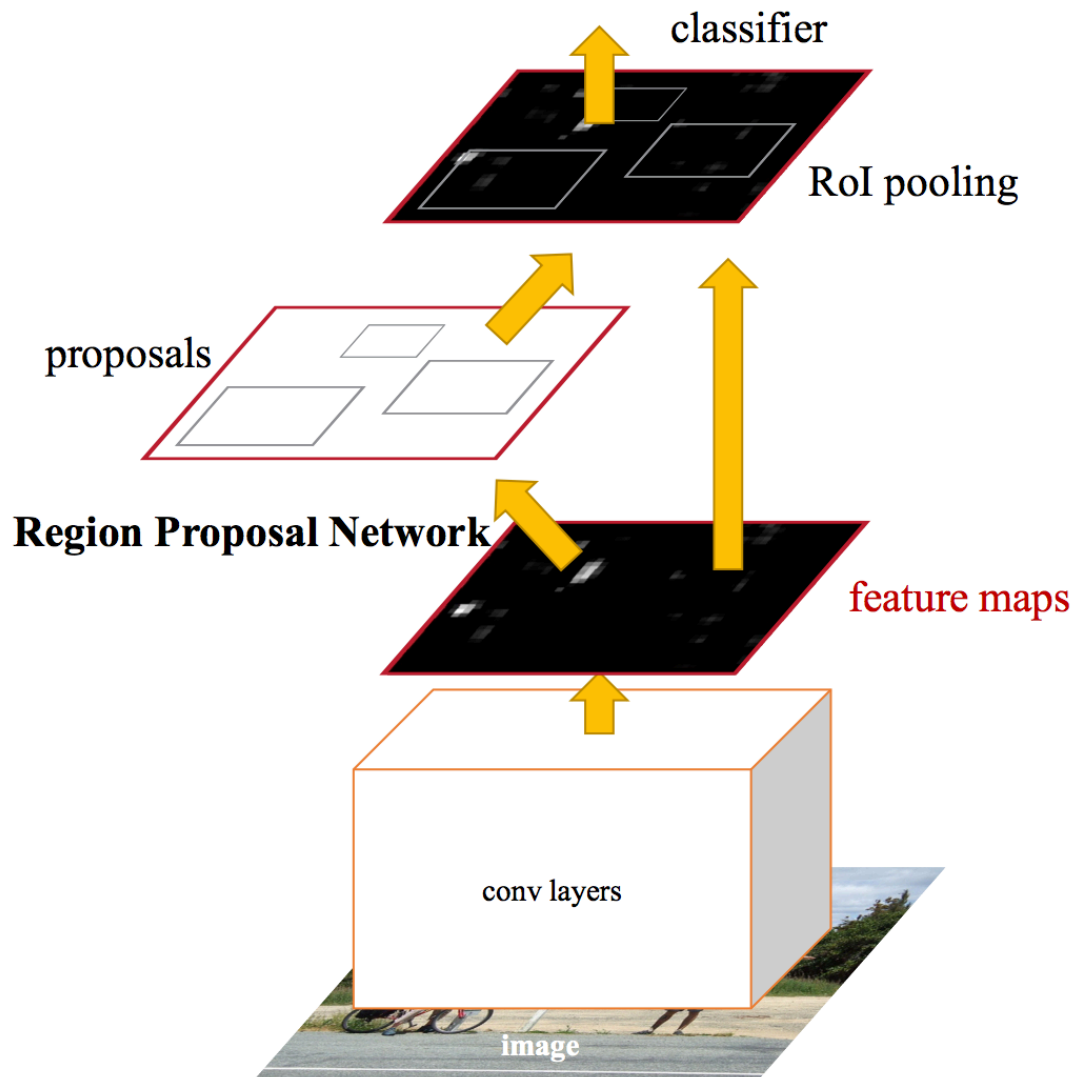 classifier
RoI pooling
proposals
Region Proposal Network
feature maps
conv layers
image